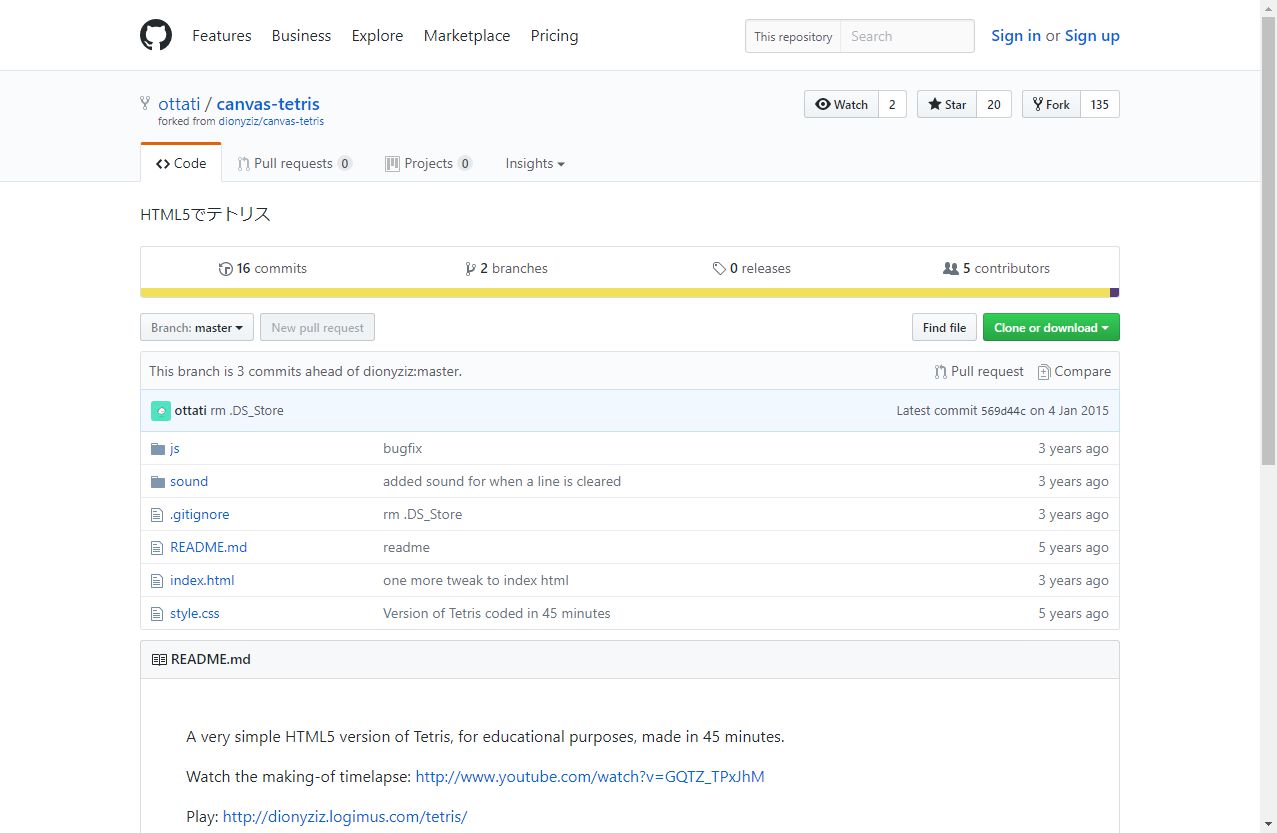 Features Business Explore Marketplace Pricing This repository Search Sign in or Sign up
ottati / canvas-tetris Watch 2 Star 20 Fork 135
forked from dionyziz/canvas-tetris
Code Pull requests 0 Projects 0 Insights
HTML5でテトリス
16 commits 2 branches 0 releases 5 contributors
Branch: master New pull request Find file Clone or download
This branch is 3 commits ahead of dionyziz:master. Pull request Compare
ottati rm .DS_Store Latest commit 569d44c on 4 Jan 2015
js bugfix 3 years ago
sound added sound for when a line is cleared 3 years ago
.gitignore rm .DS_Store 3 years ago
README.md readme 5 years ago
index.html one more tweak to index html 3 years ago
style.css Version of Tetris coded in 45 minutes 5 years ago
README.md
A very simple HTML5 version of Tetris, for educational purposes, made in 45 minutes.
Watch the making-of timelapse: http://www.youtube.com/watch?v=GQTZ_TPxJhM
Play: http://dionyziz.logimus.com/tetris/